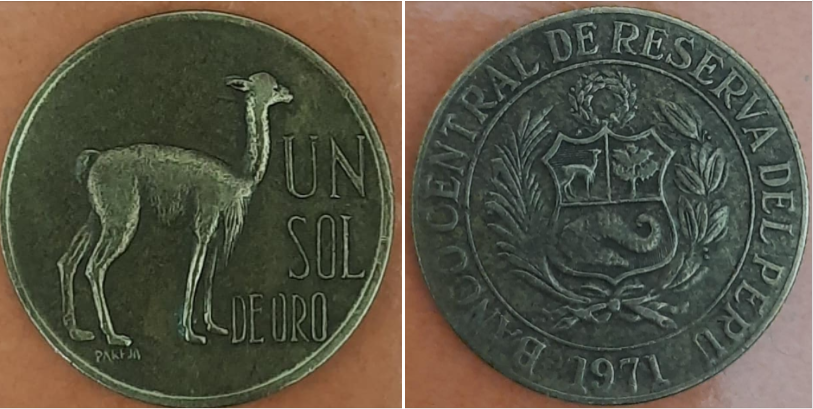 UN
SOL
DE ORO
PAREJA
BANCO CENTRAL DE RESERVA DEL PERU
1971